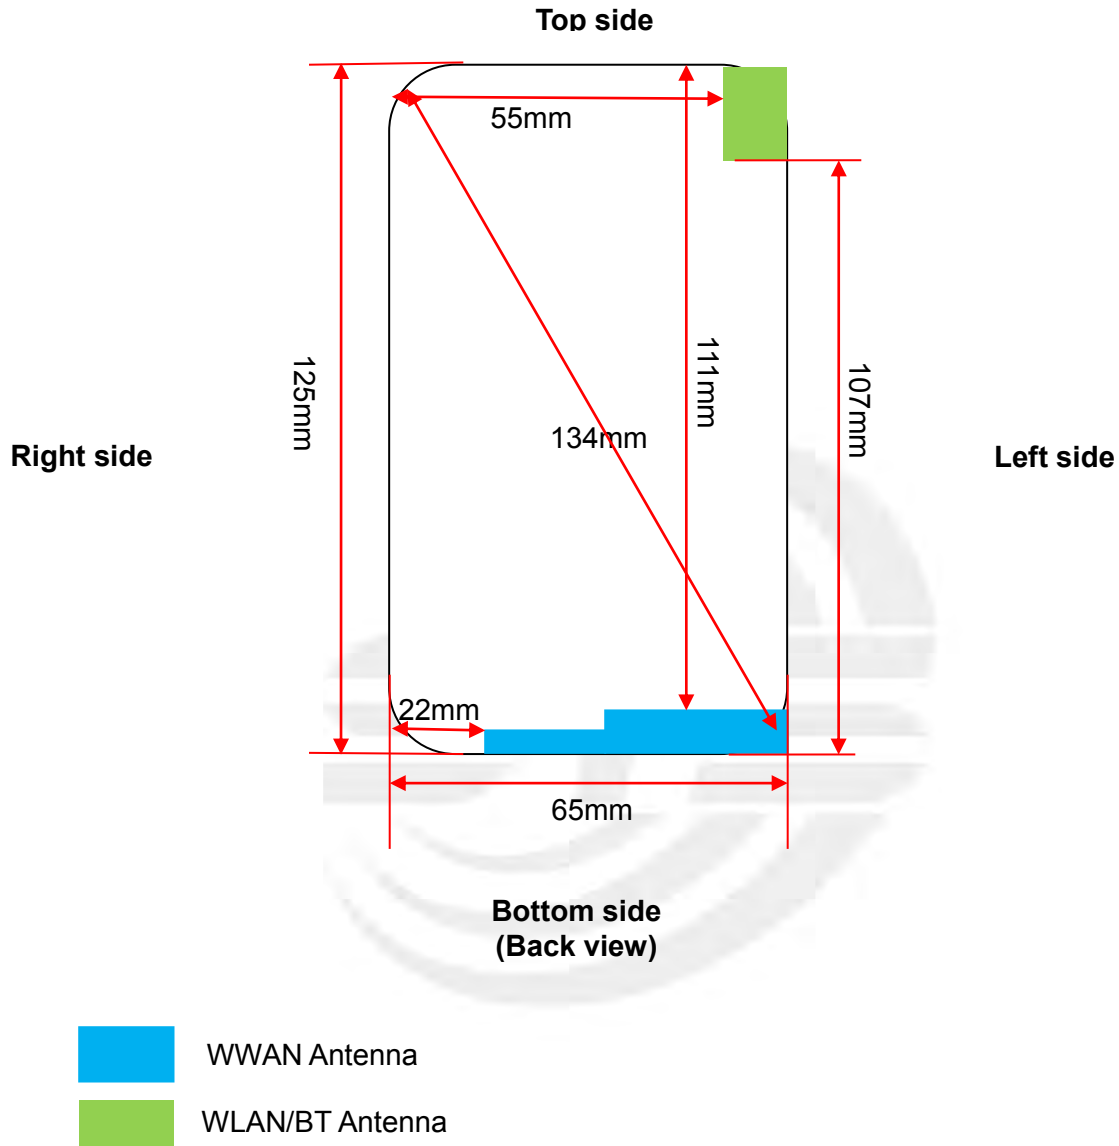 Top side
55mm
125mm
111mm
107mm
134mm
Right side
Left side
22mm
65mm
Bottom side
(Back view)
WWAN Antenna
WLAN/BT Antenna